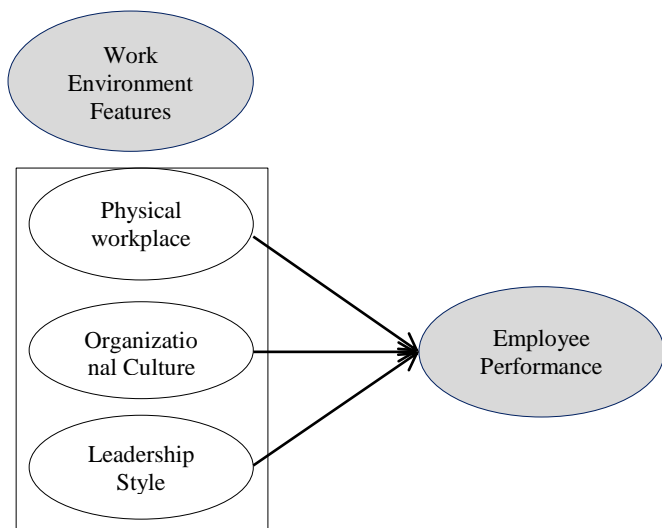 Work
Environment
Features
Physical
workplace
Organizatio
nal Culture
Leadership
Style
Employee
Performance